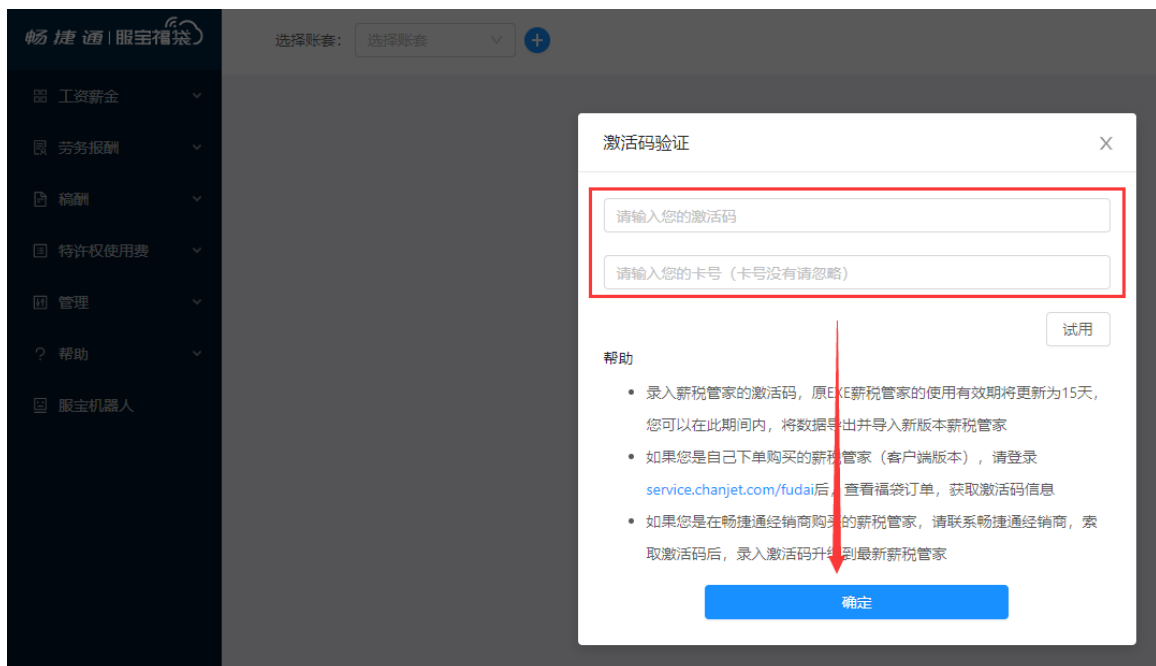 畅捷通|服宝福袋
选择账套： 选择账套
工资薪金
劳务报酬
稿酬
特许权使用费
管理
? 帮助
服宝机器人
激活码验证
请输入您的激活码
请输入您的卡号（卡号没有请忽略）
试用
帮助
• 录入薪税管家的激活码，原EXE薪税管家的使用有效期将更新为15天，
您可以在此期间内，将数据导出并导入新版本薪税管家
• 如果您是自己下单购买的薪税管家（客户端版本），请登录
service.chanjet.com/fudai后，查看福袋订单，获取激活码信息
• 如果您是在畅捷通经销商购买的薪税管家，请联系畅捷通经销商，索
取激活码后，录入激活码升级到最新薪税管家
确定